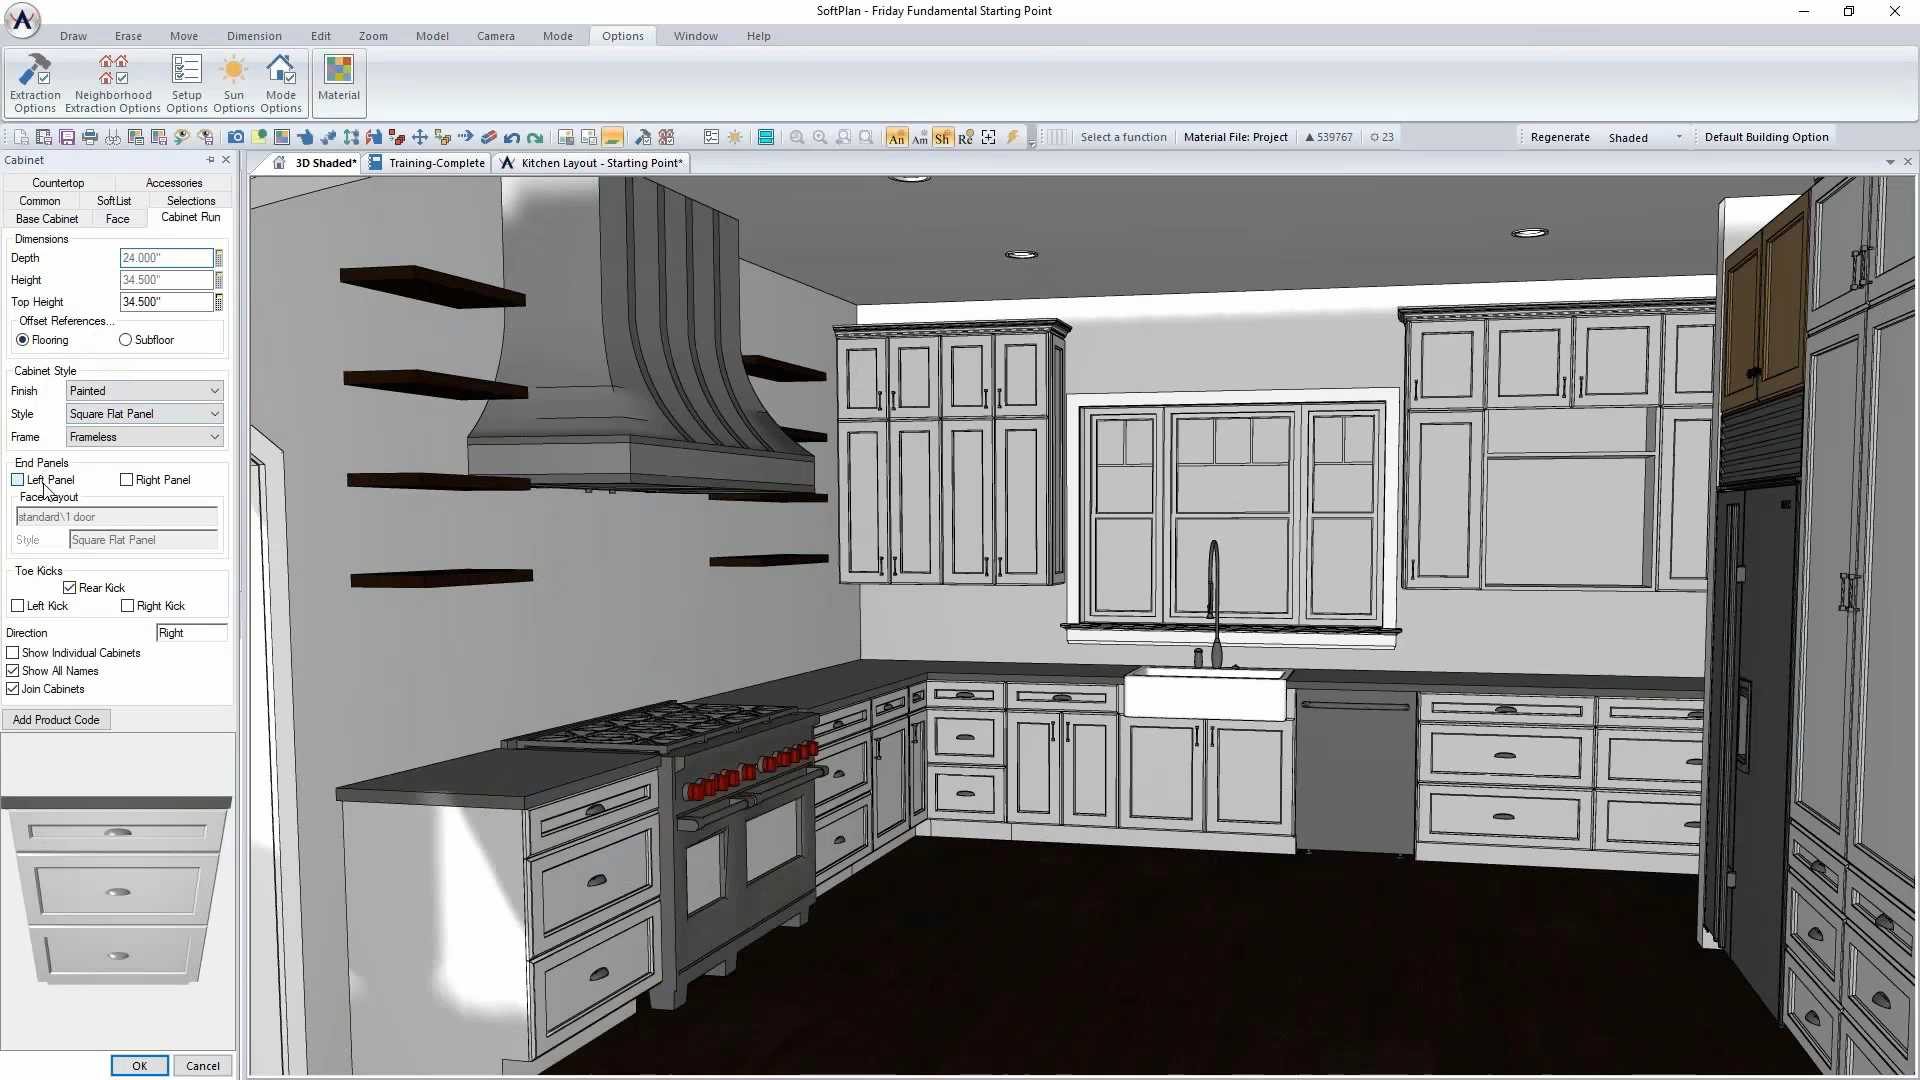 SoftPlan - Friday Fundamental Starting Point
Draw Erase Move Dimension Edit Zoom Model Camera Mode Options Window Help
Extraction Options
Neighborhood Extraction Options
Setup Options
Sun Options
Mode Options
Material
An Am Sh Re
Select a function
Material File: Project
539767
23
Regenerate
Shaded
Default Building Option
Cabinet
3D Shaded*
Training-Complete
Kitchen Layout - Starting Point*
Countertop Accessories
Common SoftList Selections
Base Cabinet Face Cabinet Run
Dimensions
Depth 24.000"
Height 34.500"
Top Height 34.500"
Offset References...
Flooring Subfloor
Cabinet Style
Finish Painted
Style Square Flat Panel
Frame Frameless
End Panels
Left Panel Right Panel
Face Layout
standard\1 door
Style Square Flat Panel
Toe Kicks
Rear Kick
Left Kick Right Kick
Direction Right
Show Individual Cabinets
Show All Names
Join Cabinets
Add Product Code
OK Cancel